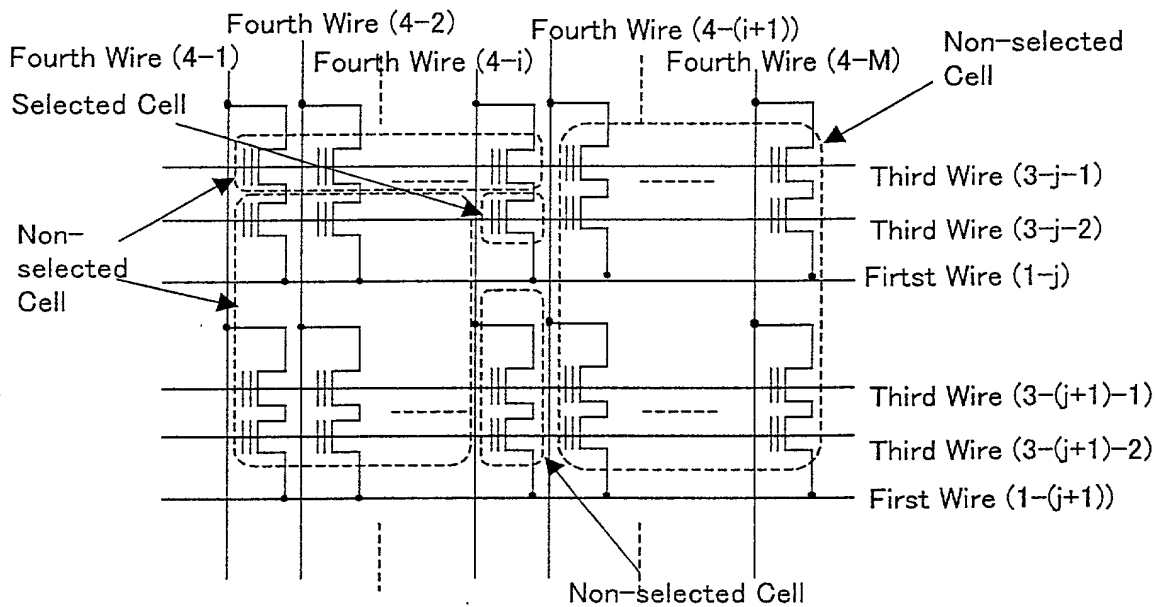 Fourth Wire (4-2)
Fourth Wire (4-(i+1))
Fourth Wire (4-1)
Fourth Wire (4-i)
Fourth Wire (4-M)
Non-selected
Cell
Selected Cell
Third Wire (3-j-1)
Third Wire (3-j-2)
Non-
selected
Cell
Firtst Wire (1-j)
Third Wire (3-(j+1)-1)
Third Wire (3-(j+1)-2)
First Wire (1-(j+1))
Non-selected Cell